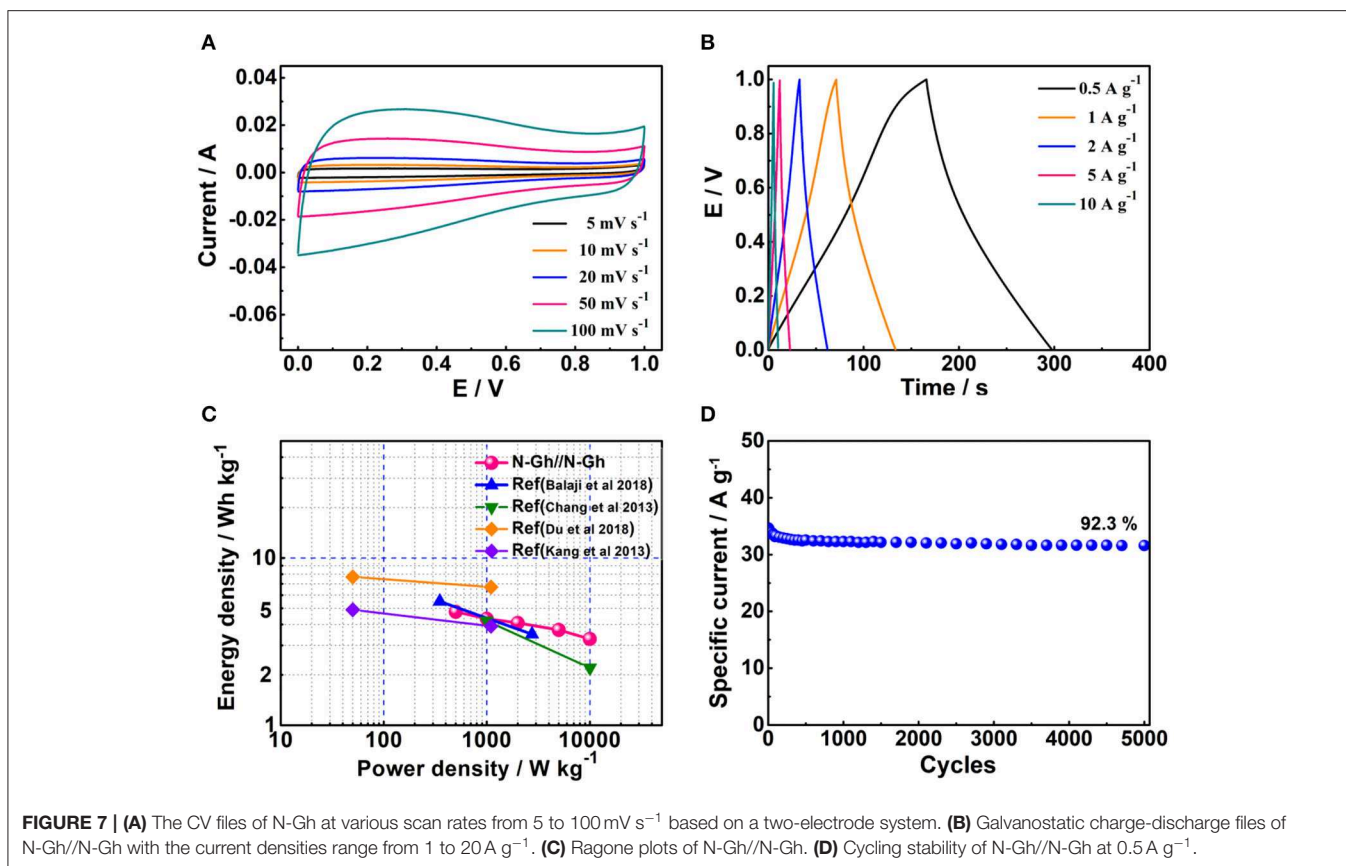 A
0.04
0.02
0.00
-0.02
-0.04
-0.06
Current / A
5 mV s⁻¹
10 mV s⁻¹
20 mV s⁻¹
50 mV s⁻¹
100 mV s⁻¹
0.0 0.2 0.4 0.6 0.8 1.0
E / V
B
1.0
0.8
0.6
0.4
0.2
0.0
E / V
0.5 A g⁻¹
1 A g⁻¹
2 A g⁻¹
5 A g⁻¹
10 A g⁻¹
0 100 200 300 400
Time / s
C
10
5
2
1
Energy density / Wh kg⁻¹
N-Gh//N-Gh
Ref(Balaji et al 2018)
Ref(Chang et al 2013)
Ref(Du et al 2018)
Ref(Kang et al 2013)
10 100 1000 10000
Power density / W kg⁻¹
D
50
40
30
20
10
0
Specific current / A g⁻¹
92.3 %
0 1000 2000 3000 4000 5000
Cycles
FIGURE 7 | (A) The CV files of N-Gh at various scan rates from 5 to 100 mV s⁻¹ based on a two-electrode system. (B) Galvanostatic charge-discharge files of
N-Gh//N-Gh with the current densities range from 1 to 20 A g⁻¹. (C) Ragone plots of N-Gh//N-Gh. (D) Cycling stability of N-Gh//N-Gh at 0.5 A g⁻¹.